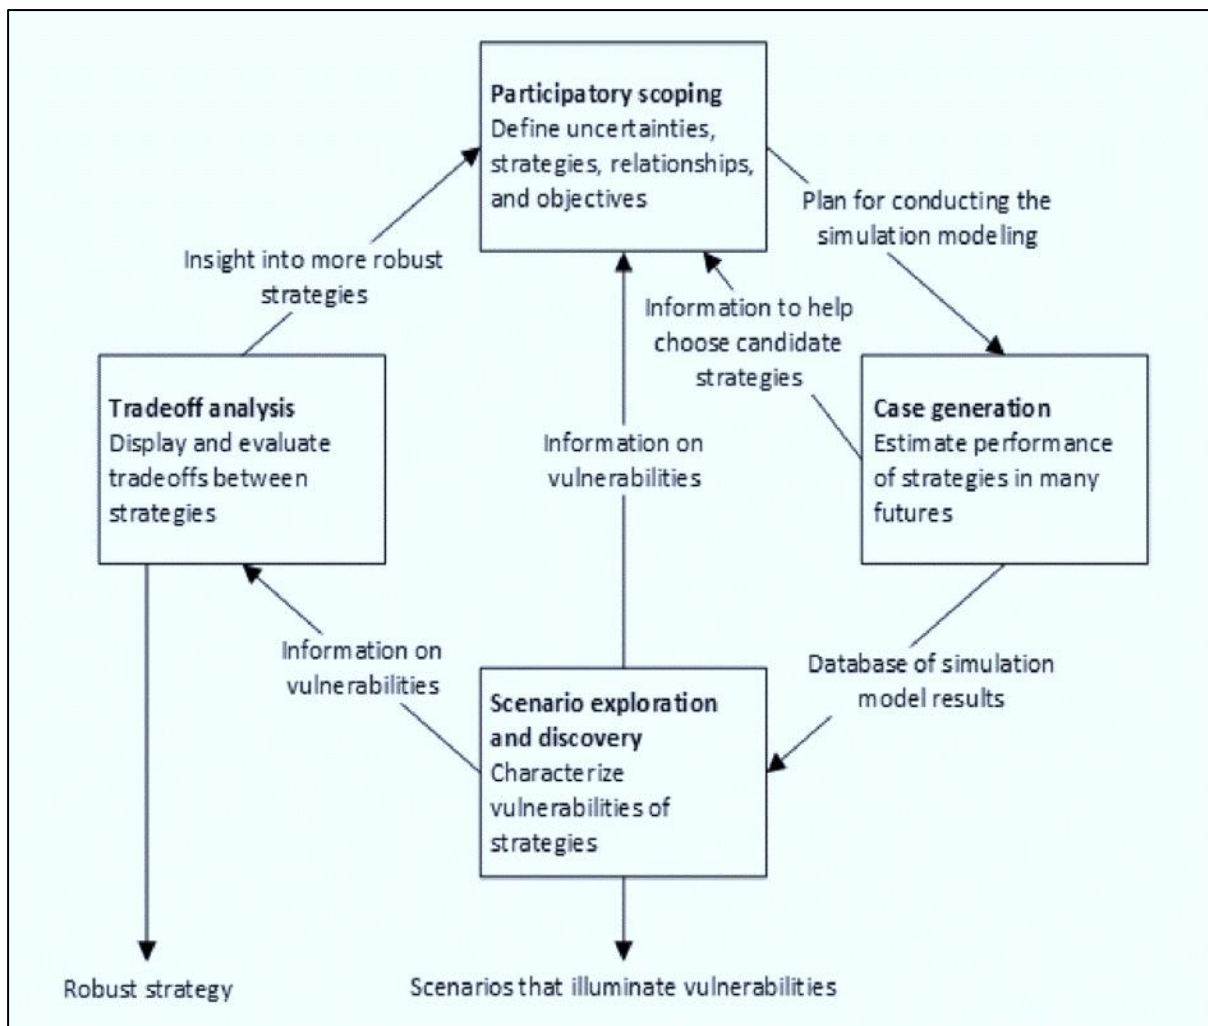 Participatory scoping
Define uncertainties,
strategies, relationships,
and objectives
Plan for conducting the
simulation modeling
Insight into more robust
strategies
Information to help
choose candidate
strategies
Tradeoff analysis
Display and evaluate
tradeoffs between
strategies
Case generation
Estimate performance
of strategies in many
futures
Information on
vulnerabilities
Information on
vulnerabilities
Database of simulation
model results
Scenario exploration
and discovery
Characterize
vulnerabilities of
strategies
Robust strategy
Scenarios that illuminate vulnerabilities